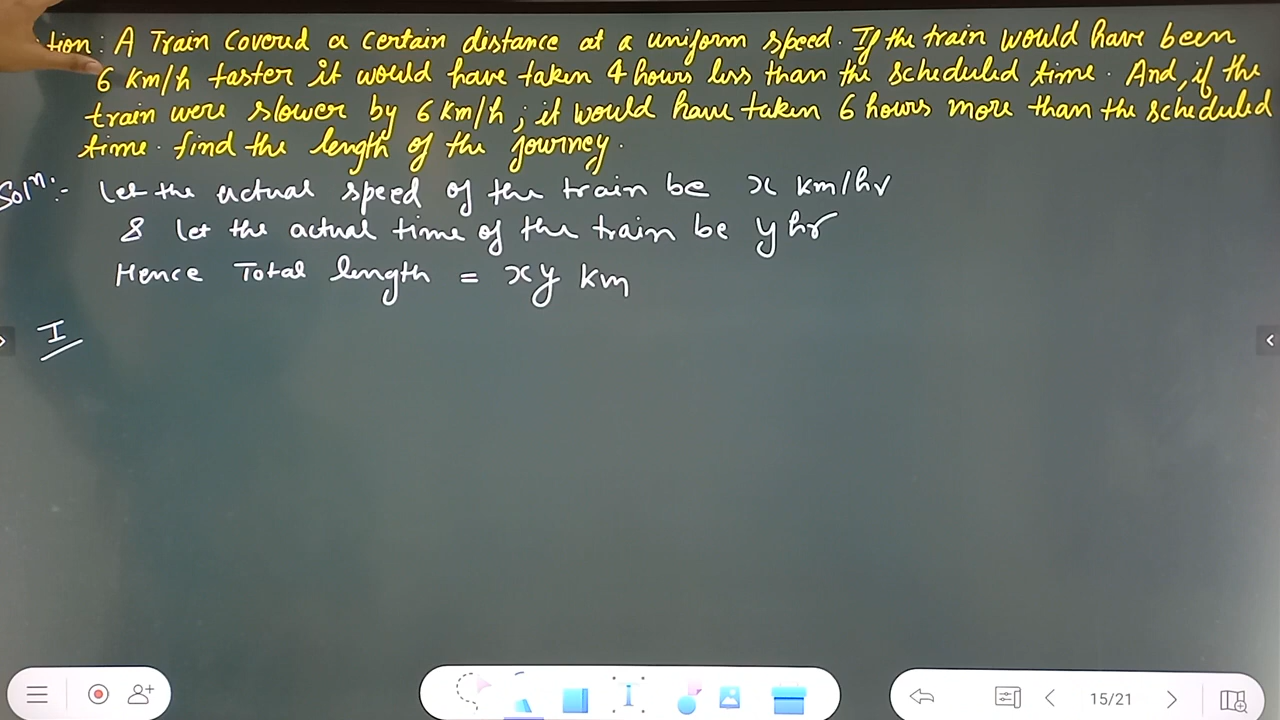 tion: A Train Covered a certain distance at a uniform speed. If the train would have been
6 Km/h faster it would have taken 4 hours less than the scheduled time. And, if the
train were slower by 6 Km/h; it would have taken 6 hours more than the scheduled
time. find the length of the journey.
Solⁿ:- Let the actual speed of the train be x km/hr
& let the actual time of the train be y hr
Hence Total length = xy km
I
15/21